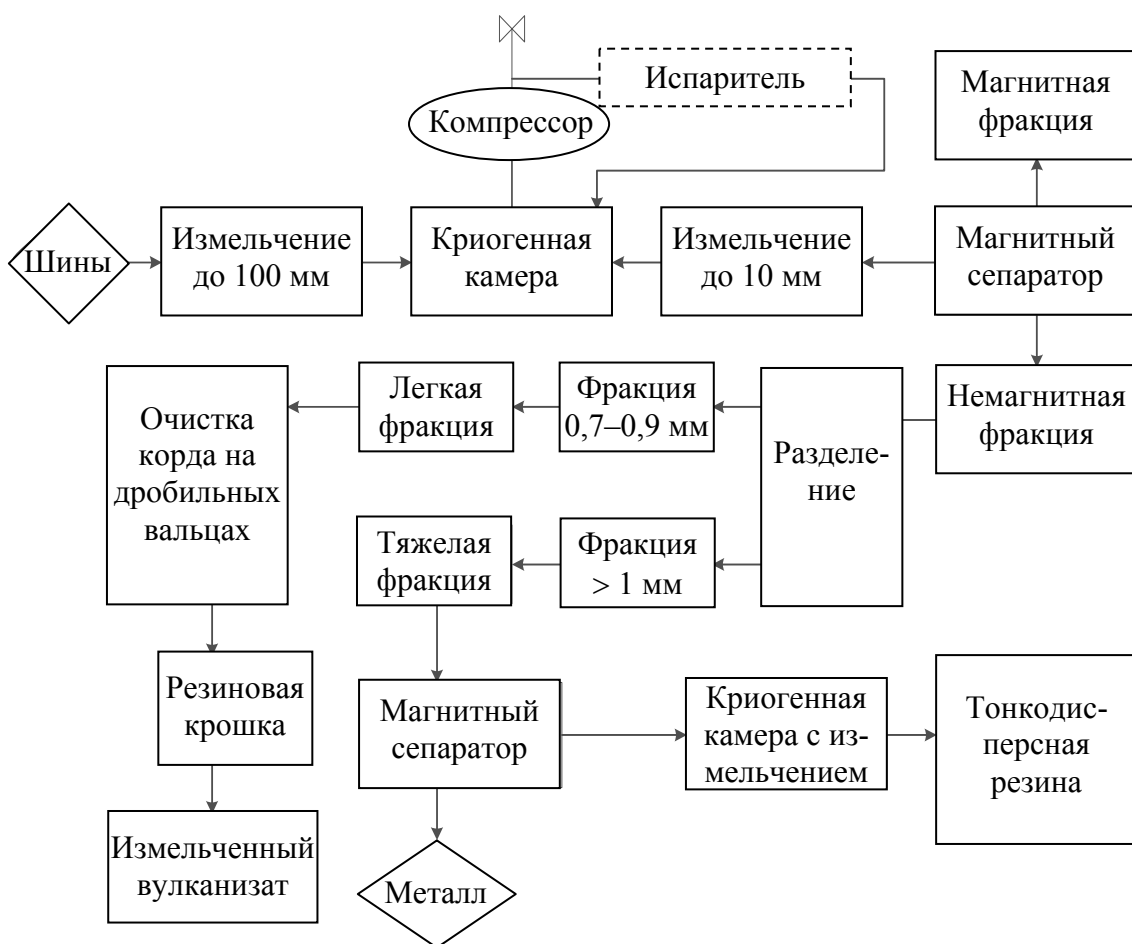 Испаритель
Магнитная
фракция
Компрессор
Шины
Измельчение
до 100 мм
Криогенная
камера
Измельчение
до 10 мм
Магнитный
сепаратор
Очистка
корда на
дробильных
вальцах
Легкая
фракция
Фракция
0,7–0,9 мм
Разделе-
ние
Немагнитная
фракция
Тяжелая
фракция
Фракция
> 1 мм
Резиновая
крошка
Магнитный
сепаратор
Криогенная
камера с из-
мельчением
Тонкодис-
персная
резина
Измельченный
вулканизат
Металл